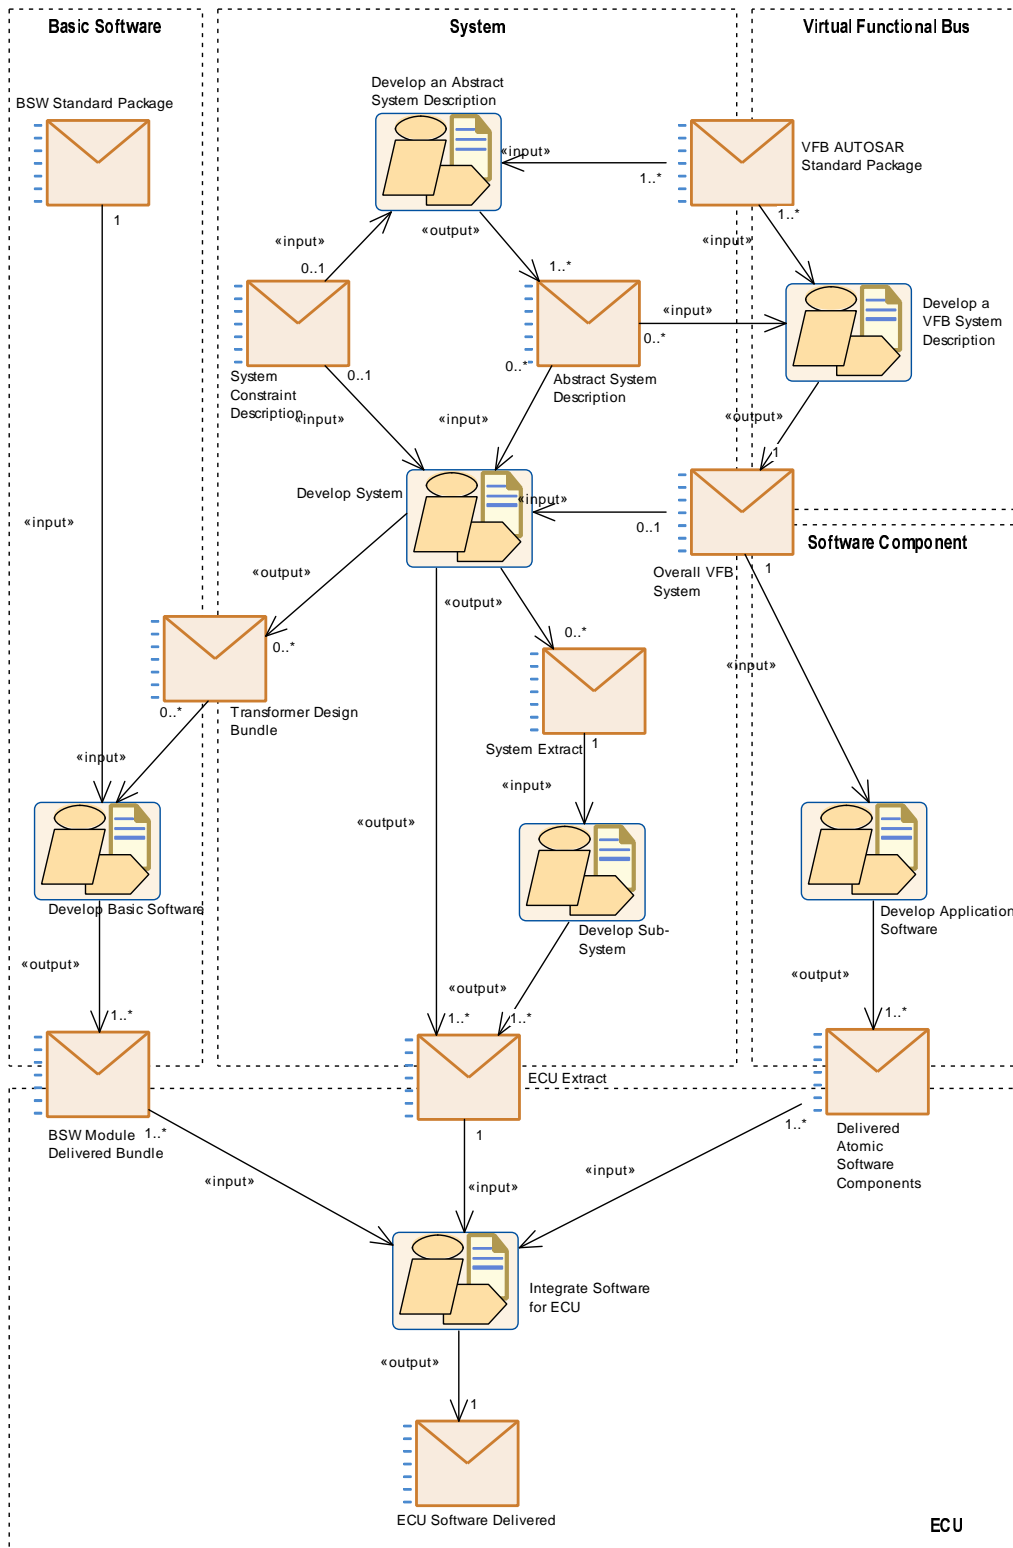 Basic Software
System
Virtual Functional Bus
Develop an Abstract
System Description
BSW Standard Package
VFB AUTOSAR
Standard Package
«input»
1..*
1
1..*
«output»
«input»
«input»
0..1
1..*
Develop a
VFB System
Description
«input»
0..*
0..1
0..*
System
Constraint
Description
Abstract System
Description
«input»
«input»
«output»
1
Develop System
«input»
«input»
0..1
Software Component
1
Overall VFB
System
«output»
«output»
0..*
0..*
«input»
0..*
Transformer Design
Bundle
System Extract
1
«input»
«input»
«output»
Develop Basic Software
Develop Sub-
System
Develop Application
Software
«output»
«output»
«output»
1..*
1..*
1..*
1..*
ECU Extract
BSW Module
Delivered Bundle
1..*
1
1..*
Delivered
Atomic
Software
Components
«input»
«input»
«input»
Integrate Software
for ECU
«output»
1
ECU Software Delivered
ECU